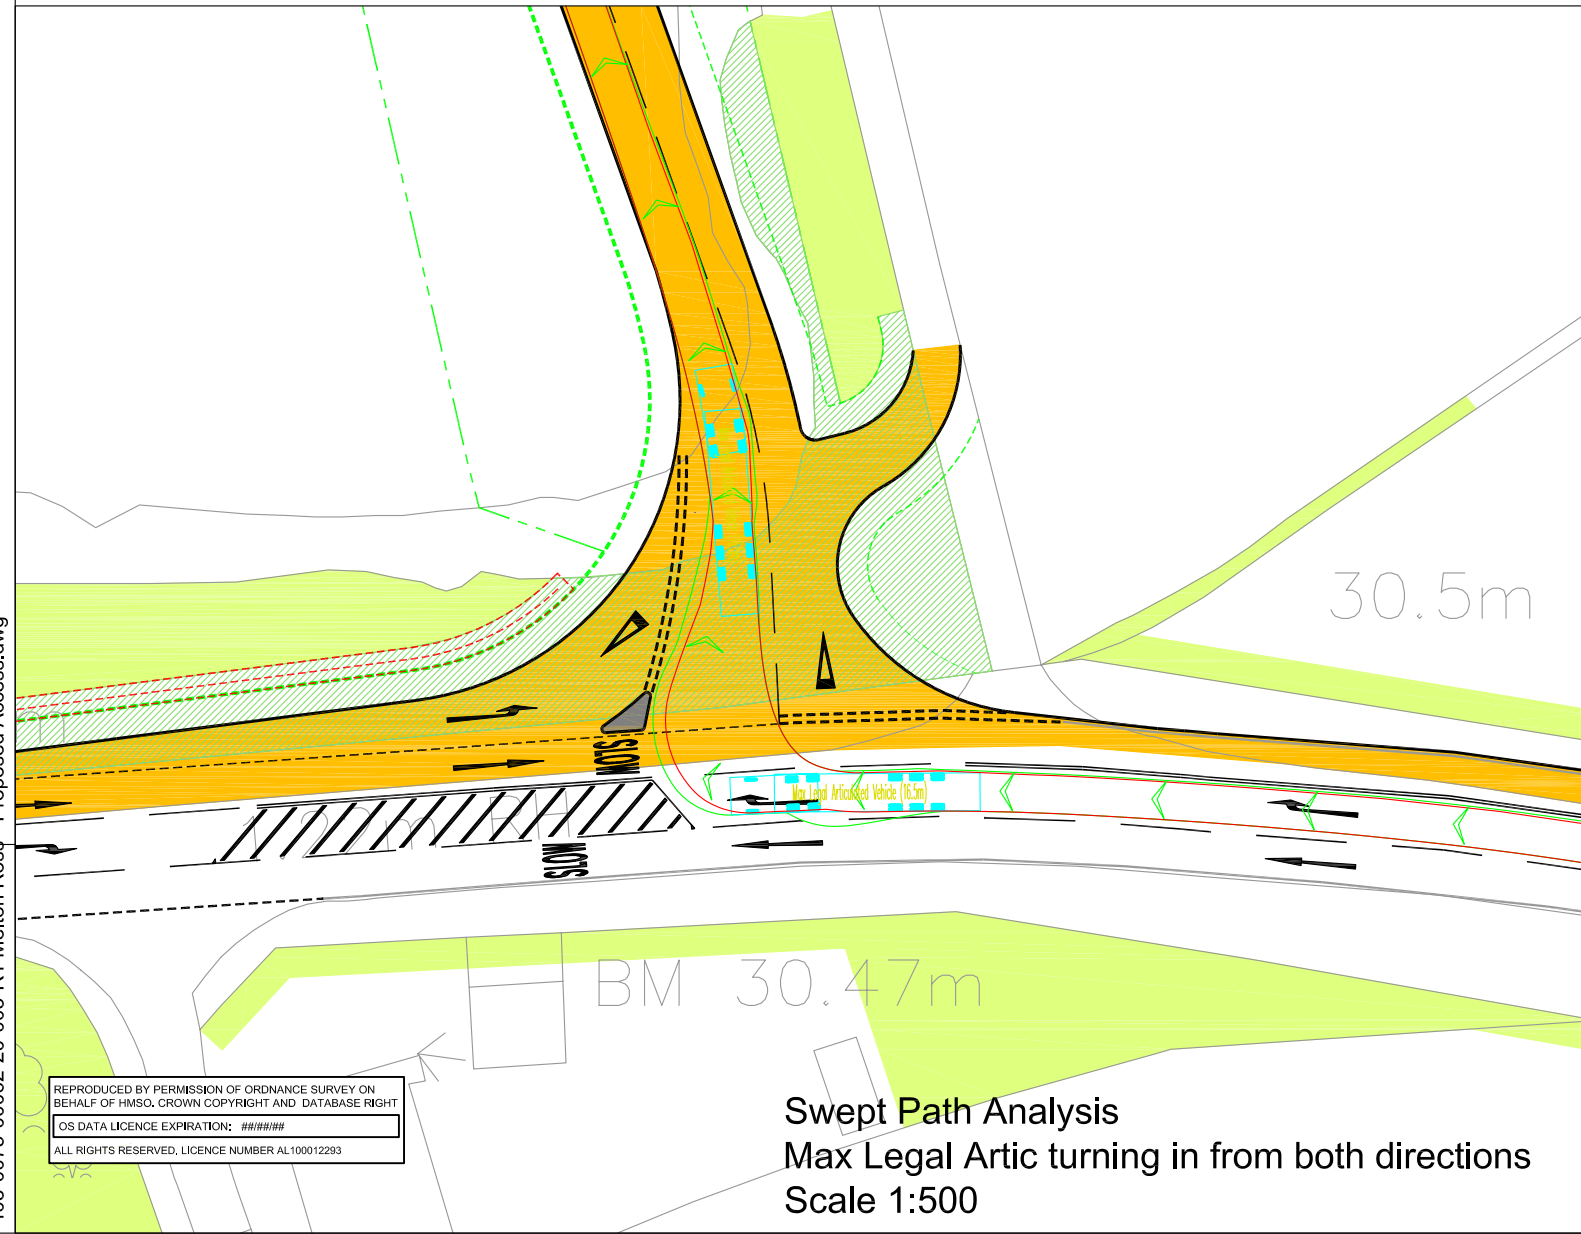 30.5m
SLOW
Max Legal Articulated Vehicle (16.5m)
SLOW
BM 30.47m
REPRODUCED BY PERMISSION OF ORDNANCE SURVEY ON
BEHALF OF HMSO. CROWN COPYRIGHT AND DATABASE RIGHT
OS DATA LICENCE EXPIRATION: ##/##/##
ALL RIGHTS RESERVED, LICENCE NUMBER AL100012293
Swept Path Analysis
Max Legal Artic turning in from both directions
Scale 1:500